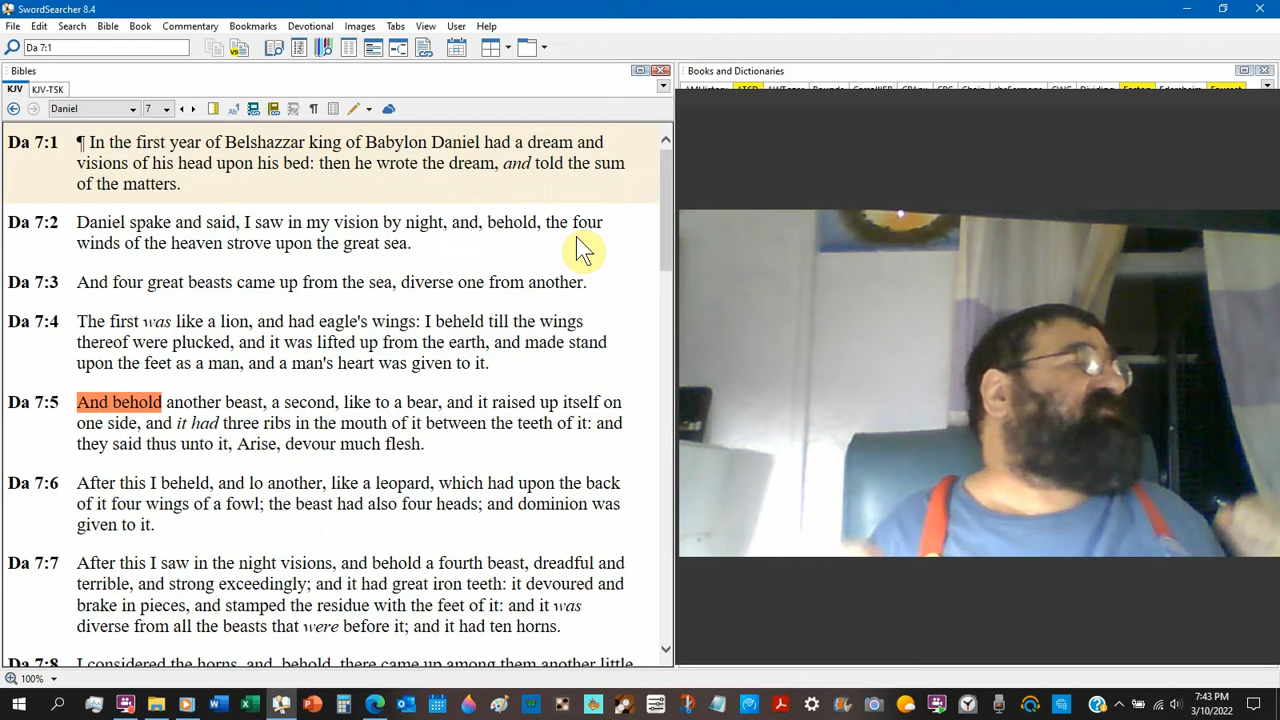 SwordSearcher 8.4
File Edit Search Bible Book Commentary Bookmarks Devotional Images Tabs View User Help
Da 7:1
Bibles
Books and Dictionaries
KJV KJV-TSK
Daniel 7
Da 7:1 ¶ In the first year of Belshazzar king of Babylon Daniel had a dream and
visions of his head upon his bed: then he wrote the dream, and told the sum
of the matters.
Da 7:2 Daniel spake and said, I saw in my vision by night, and, behold, the four
winds of the heaven strove upon the great sea.
Da 7:3 And four great beasts came up from the sea, diverse one from another.
Da 7:4 The first was like a lion, and had eagle's wings: I beheld till the wings
thereof were plucked, and it was lifted up from the earth, and made stand
upon the feet as a man, and a man's heart was given to it.
Da 7:5 And behold another beast, a second, like to a bear, and it raised up itself on
one side, and it had three ribs in the mouth of it between the teeth of it: and
they said thus unto it, Arise, devour much flesh.
Da 7:6 After this I beheld, and lo another, like a leopard, which had upon the back
of it four wings of a fowl; the beast had also four heads; and dominion was
given to it.
Da 7:7 After this I saw in the night visions, and behold a fourth beast, dreadful and
terrible, and strong exceedingly; and it had great iron teeth: it devoured and
brake in pieces, and stamped the residue with the feet of it: and it was
diverse from all the beasts that were before it; and it had ten horns.
Da 7:8 I considered the horns, and, behold, there came up among them another little
100%
7:43 PM
3/10/2022